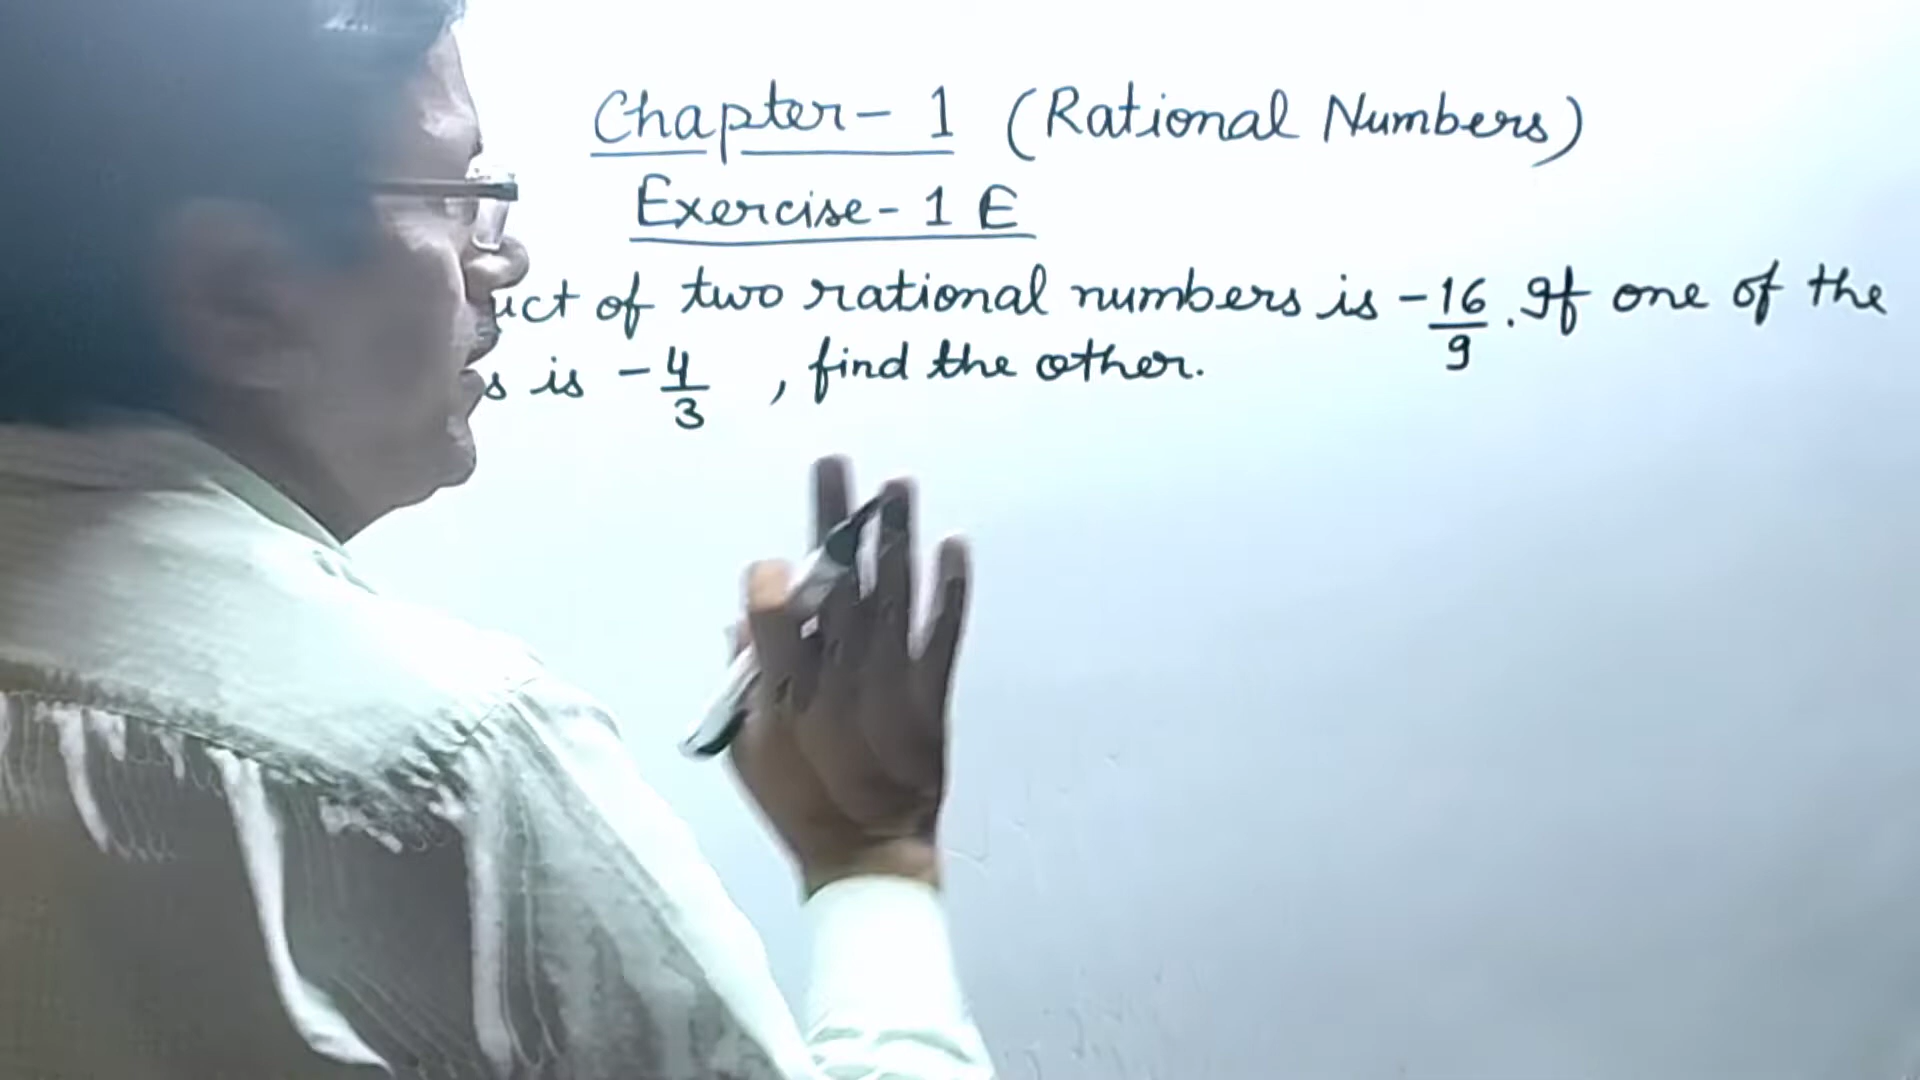 Chapter- 1 (Rational Numbers)
Exercise- 1 E
uct of two rational numbers is -16/9. If one of the
s is -4/3 , find the other.